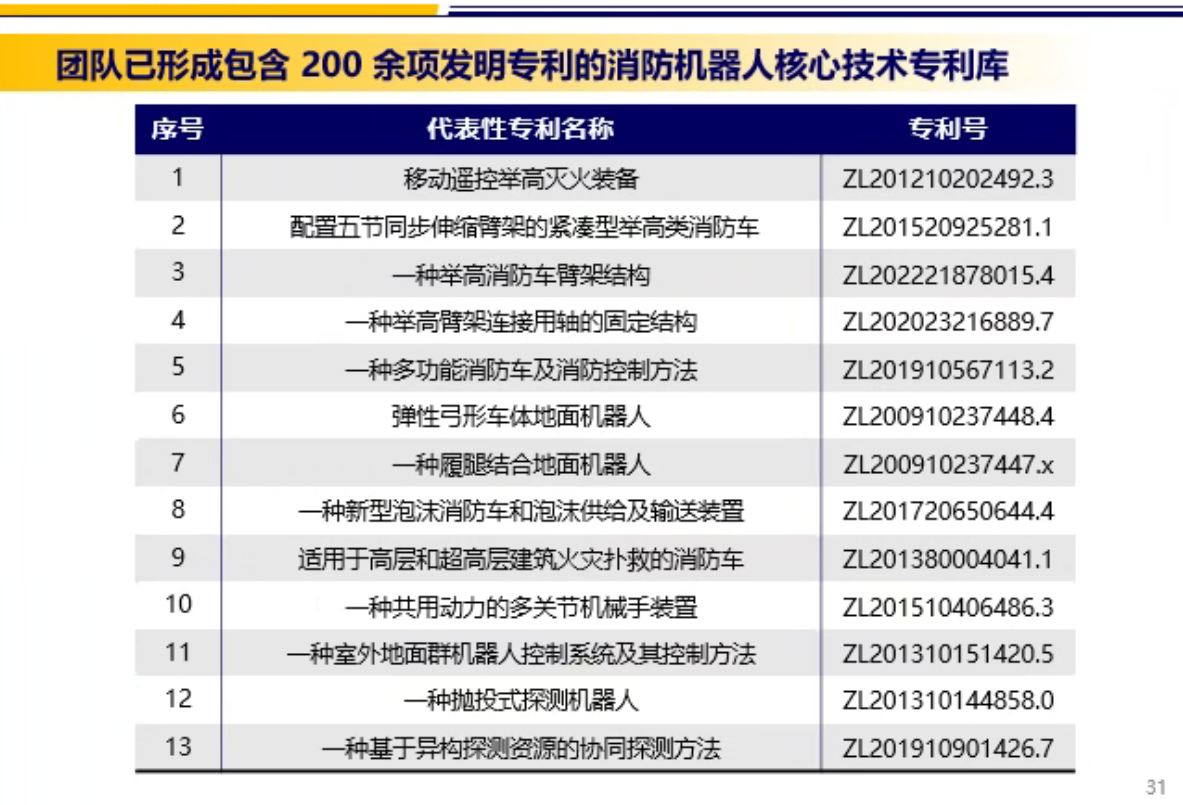 团队已形成包含 200 余项发明专利的消防机器人核心技术专利库
序号 代表性专利名称 专利号
1 移动遥控举高灭火装备 ZL201210202492.3
2 配置五节同步伸缩臂架的紧凑型举高类消防车 ZL201520925281.1
3 一种举高消防车臂架结构 ZL202221878015.4
4 一种举高臂架连接用轴的固定结构 ZL202023216889.7
5 一种多功能消防车及消防控制方法 ZL201910567113.2
6 弹性弓形车体地面机器人 ZL200910237448.4
7 一种履腿结合地面机器人 ZL200910237447.x
8 一种新型泡沫消防车和泡沫供给及输送装置 ZL201720650644.4
9 适用于高层和超高层建筑火灾扑救的消防车 ZL201380004041.1
10 一种共用动力的多关节机械手装置 ZL201510406486.3
11 一种室外地面群机器人控制系统及其控制方法 ZL201310151420.5
12 一种抛投式探测机器人 ZL201310144858.0
13 一种基于异构探测资源的协同探测方法 ZL201910901426.7
31